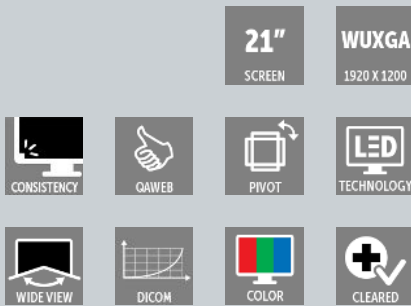 21" WUXGA
SCREEN 1920 X 1200
LED
CONSISTENCY QAWEB PIVOT TECHNOLOGY
WIDE VIEW DICOM COLOR CLEARED